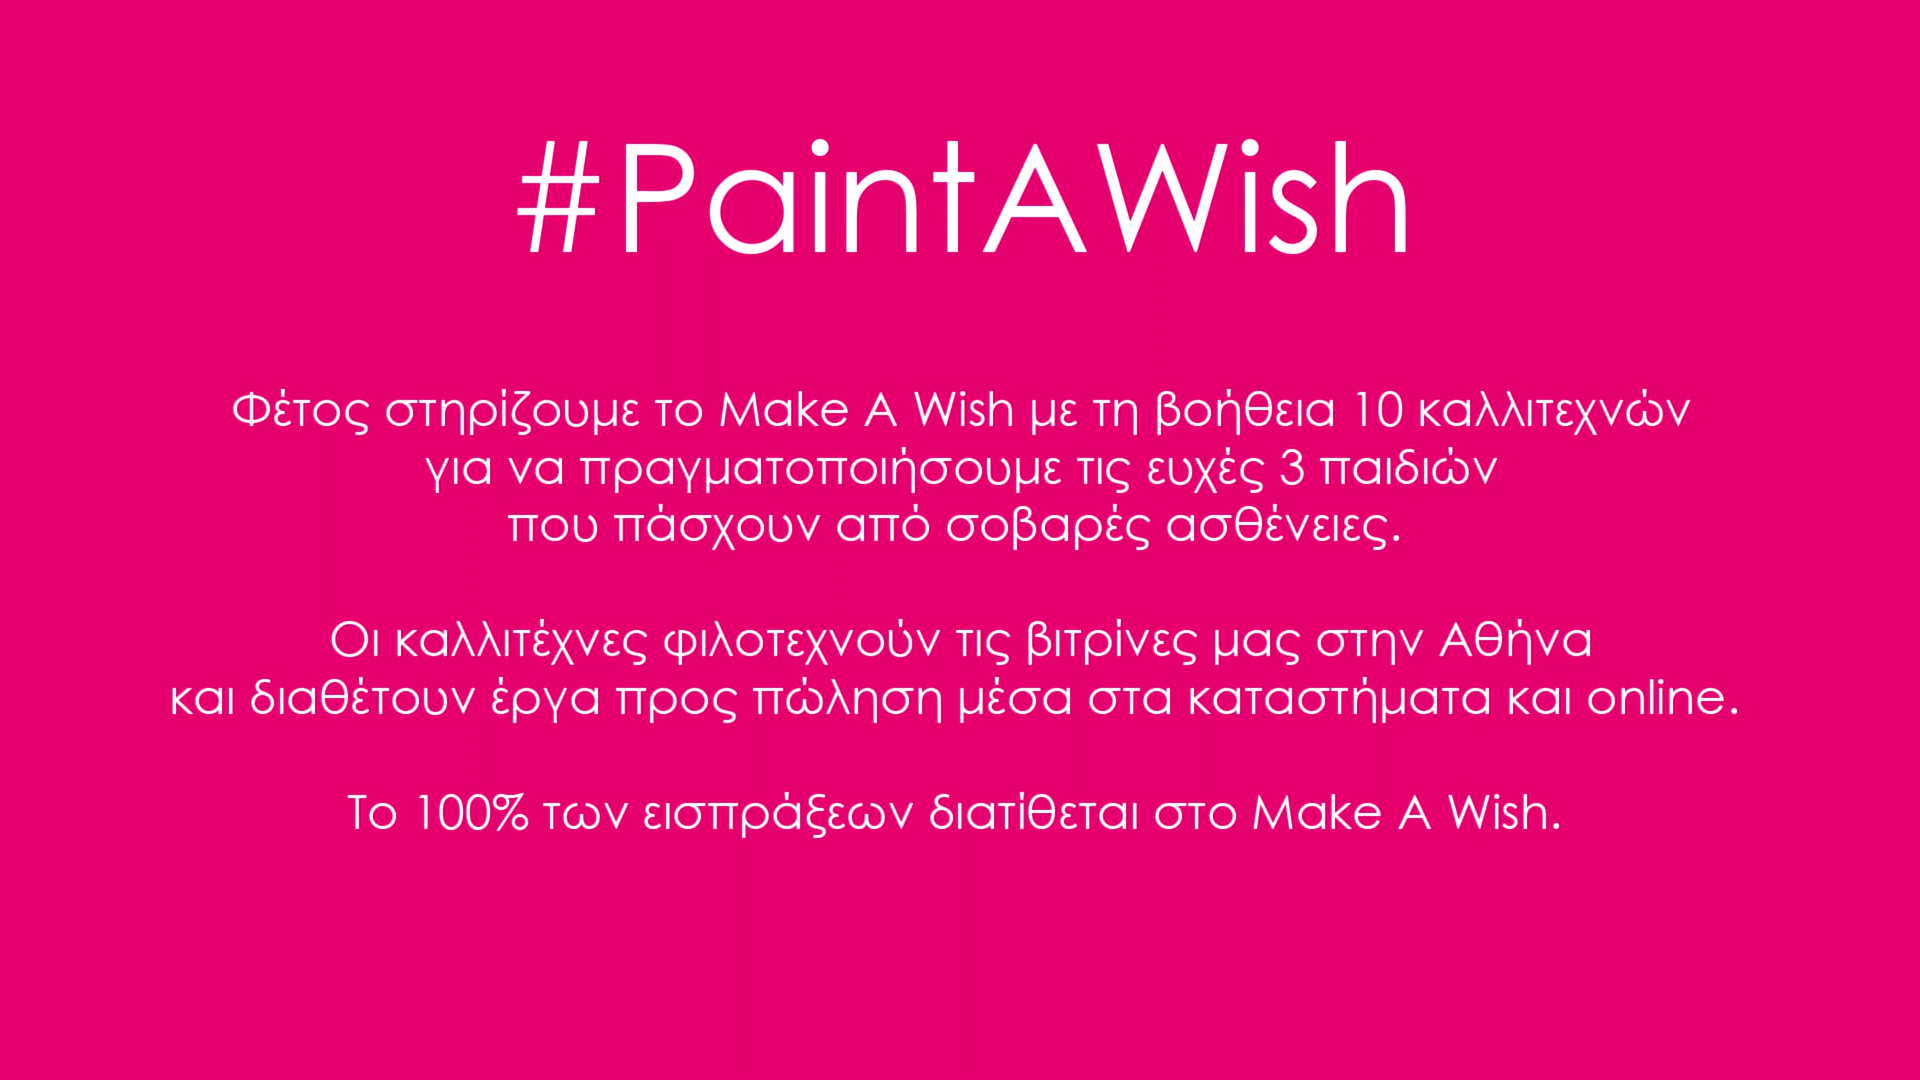 #PaintAWish
Φέτος στηρίζουμε το Make A Wish με τη βοήθεια 10 καλλιτεχνών
για να πραγματοποιήσουμε τις ευχές 3 παιδιών
που πάσχουν από σοβαρές ασθένειες.
Οι καλλιτέχνες φιλοτεχνούν τις βιτρίνες μας στην Αθήνα
και διαθέτουν έργα προς πώληση μέσα στα καταστήματα και online.
Το 100% των εισπράξεων διατίθεται στο Make A Wish.